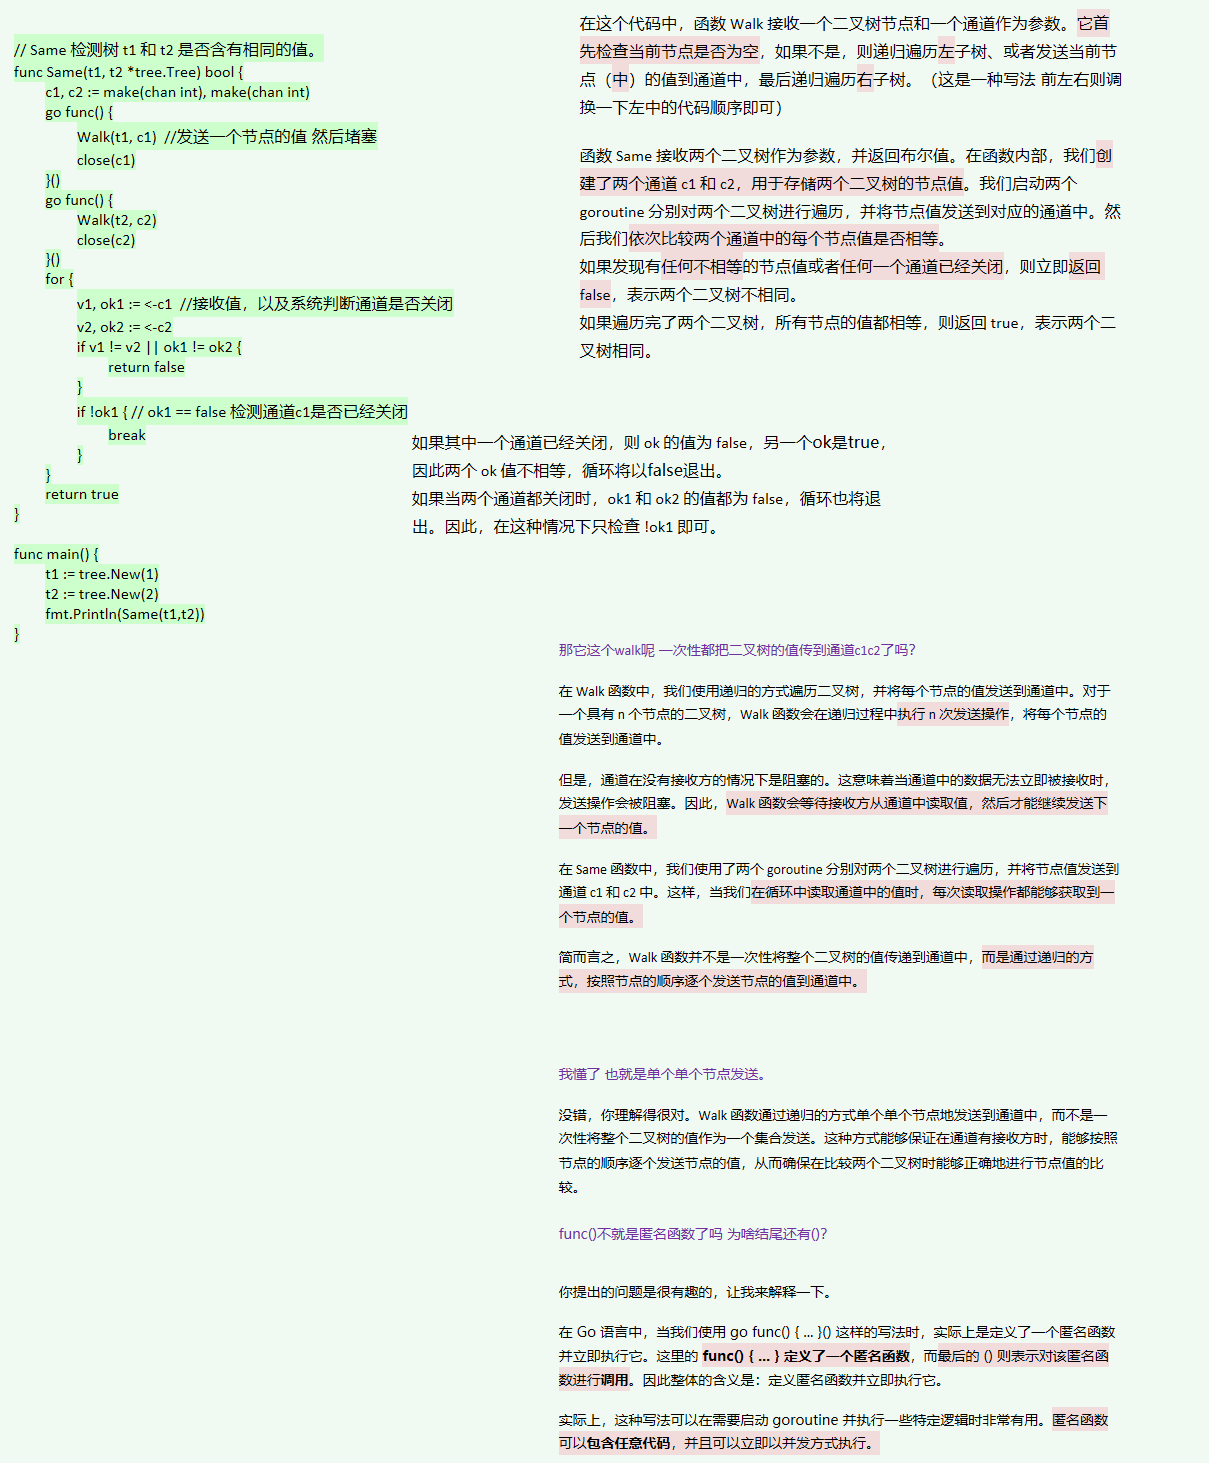 // Same 检测树 t1 和 t2 是否含有相同的值。
func Same(t1, t2 *tree.Tree) bool {
c1, c2 := make(chan int), make(chan int)
go func() {
Walk(t1, c1)  //发送一个节点的值 然后堵塞
close(c1)
}()
go func() {
Walk(t2, c2)
close(c2)
}()
for {
v1, ok1 := <-c1  //接收值，以及系统判断通道是否关闭
v2, ok2 := <-c2
if v1 != v2 || ok1 != ok2 {
return false
}
if !ok1 { // ok1 == false 检测通道c1是否已经关闭
break
}
}
return true
}
func main() {
t1 := tree.New(1)
t2 := tree.New(2)
fmt.Println(Same(t1,t2))
}
在这个代码中，函数 Walk 接收一个二叉树节点和一个通道作为参数。它首
先检查当前节点是否为空，如果不是，则递归遍历左子树、或者发送当前节
点（中）的值到通道中，最后递归遍历右子树。（这是一种写法 前左右则调
换一下左中的代码顺序即可）
函数 Same 接收两个二叉树作为参数，并返回布尔值。在函数内部，我们创
建了两个通道 c1 和 c2，用于存储两个二叉树的节点值。我们启动两个
goroutine 分别对两个二叉树进行遍历，并将节点值发送到对应的通道中。然
后我们依次比较两个通道中的每个节点值是否相等。
如果发现有任何不相等的节点值或者任何一个通道已经关闭，则立即返回
false，表示两个二叉树不相同。
如果遍历完了两个二叉树，所有节点的值都相等，则返回 true，表示两个二
叉树相同。
如果其中一个通道已经关闭，则 ok 的值为 false，另一个ok是true，
因此两个 ok 值不相等，循环将以false退出。
如果当两个通道都关闭时，ok1 和 ok2 的值都为 false，循环也将退
出。因此，在这种情况下只检查 !ok1 即可。
那它这个walk呢 一次性都把二叉树的值传到通道c1c2了吗？
在 Walk 函数中，我们使用递归的方式遍历二叉树，并将每个节点的值发送到通道中。对于
一个具有 n 个节点的二叉树，Walk 函数会在递归过程中执行 n 次发送操作，将每个节点的
值发送到通道中。
但是，通道在没有接收方的情况下是阻塞的。这意味着当通道中的数据无法立即被接收时，
发送操作会被阻塞。因此，Walk 函数会等待接收方从通道中读取值，然后才能继续发送下
一个节点的值。
在 Same 函数中，我们使用了两个 goroutine 分别对两个二叉树进行遍历，并将节点值发送到
通道 c1 和 c2 中。这样，当我们在循环中读取通道中的值时，每次读取操作都能够获取到一
个节点的值。
简而言之，Walk 函数并不是一次性将整个二叉树的值传递到通道中，而是通过递归的方
式，按照节点的顺序逐个发送节点的值到通道中。
我懂了 也就是单个单个节点发送。
没错，你理解得很对。Walk 函数通过递归的方式单个单个节点地发送到通道中，而不是一
次性将整个二叉树的值作为一个集合发送。这种方式能够保证在通道有接收方时，能够按照
节点的顺序逐个发送节点的值，从而确保在比较两个二叉树时能够正确地进行节点值的比
较。
func()不就是匿名函数了吗 为啥结尾还有()？
你提出的问题是很有趣的，让我来解释一下。
在 Go 语言中，当我们使用 go func() { ... }() 这样的写法时，实际上是定义了一个匿名函数
并立即执行它。这里的 func() { ... } 定义了一个匿名函数，而最后的 () 则表示对该匿名函
数进行调用。因此整体的含义是：定义匿名函数并立即执行它。
实际上，这种写法可以在需要启动 goroutine 并执行一些特定逻辑时非常有用。匿名函数
可以包含任意代码，并且可以立即以并发方式执行。